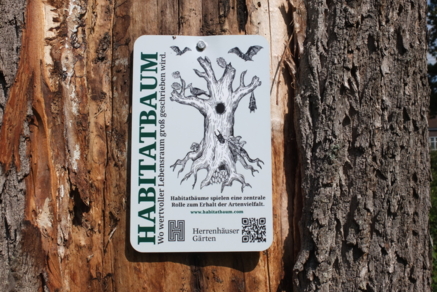 HABITATBAUM
Wo wertvoller Lebensraum groß geschrieben wird.
Habitatbäume spielen eine zentrale
Rolle zum Erhalt der Artenvielfalt.
www.habitatbaum.com
Herrenhäuser
Gärten